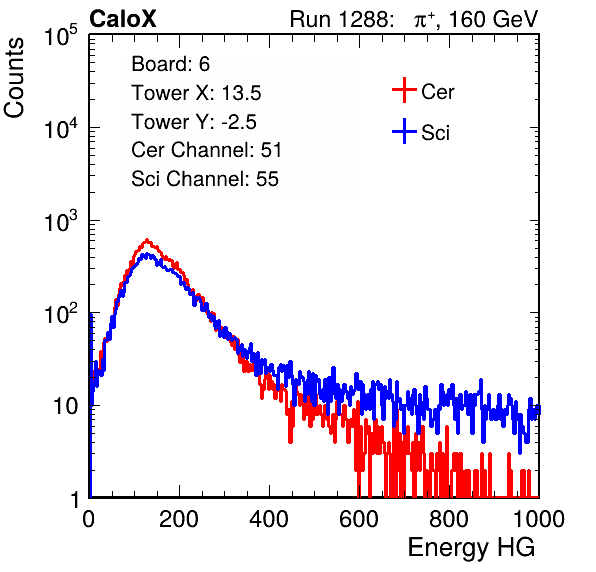 CaloX Run 1288: π⁺, 160 GeV
Counts
10⁵
10⁴
10³
10²
10
1
Board: 6
Tower X: 13.5
Tower Y: -2.5
Cer Channel: 51
Sci Channel: 55
Cer
Sci
0 200 400 600 800 1000
Energy HG